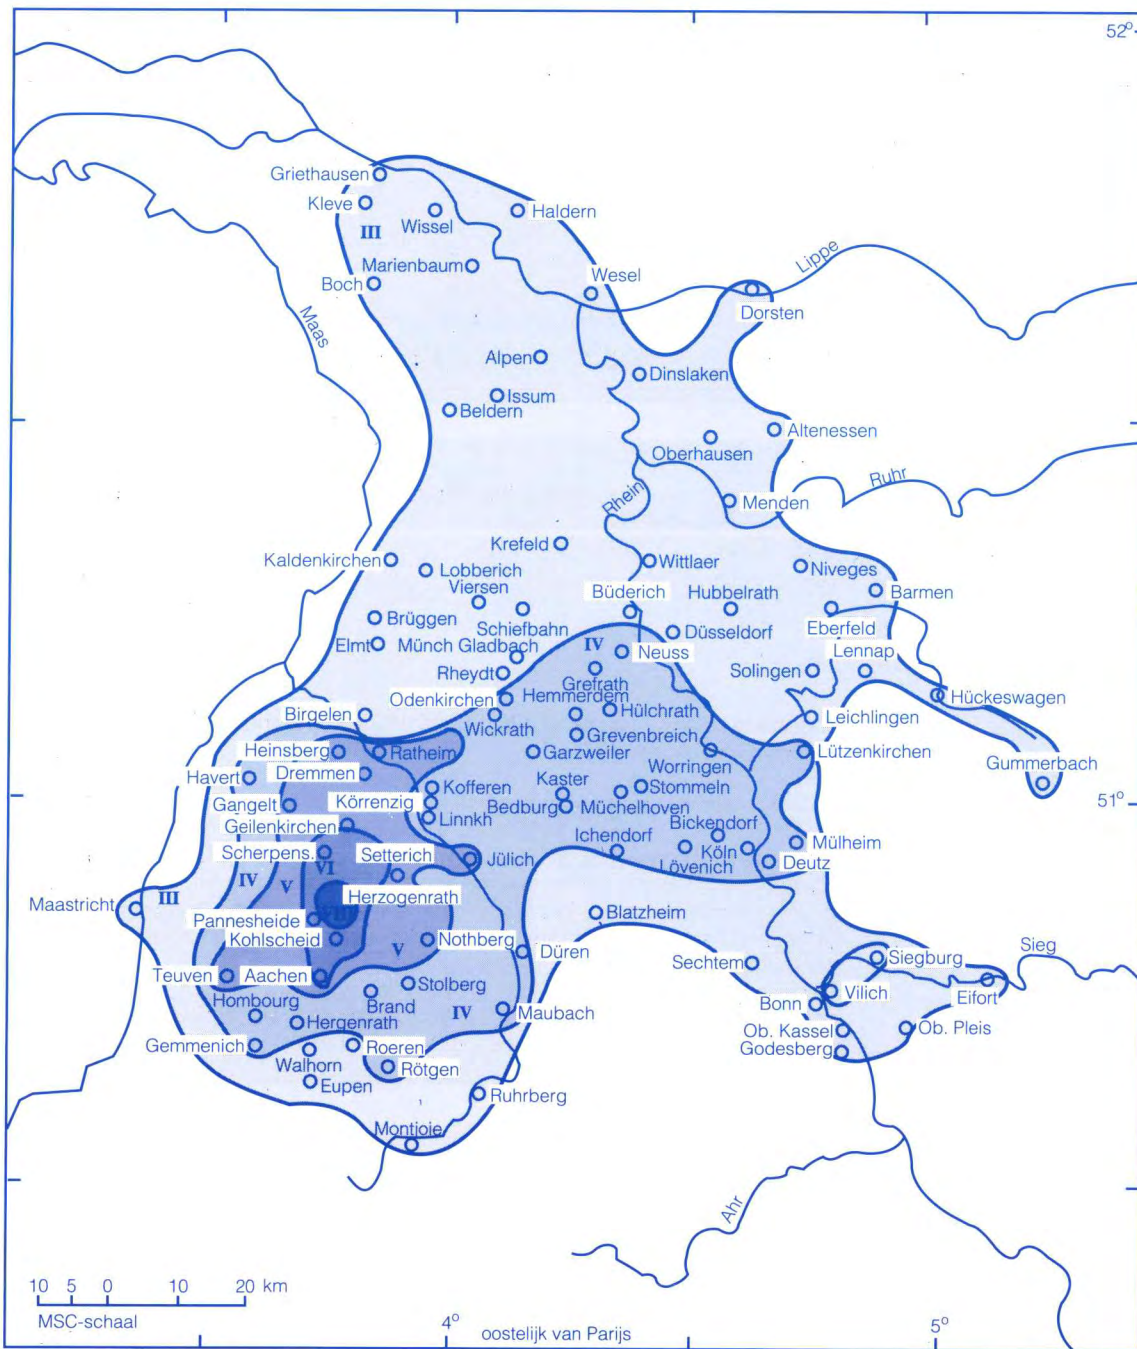 52°
Griethausen
Kleve
Wissel
Haldern
III
Marienbaum
Boch
Wesel
Lippe
Dorsten
Maas
Alpen
Dinslaken
Issum
Beldern
Altenessen
Oberhausen
Ruhr
Rhein
Menden
Krefeld
Kaldenkirchen
Wittlaer
Niveges
Lobberich
Viersen
Büderich
Hubbelrath
Barmen
Brüggen
Schiefbahn
Eberfeld
Elmt
Münch Gladbach
IV
Düsseldorf
Neuss
Lennap
Rheydt
Grefrath
Solingen
Odenkirchen
Hemmerdem
Hückeswagen
Birgelen
Wickrath
Hülchrath
Leichlingen
Grevenbreich
Heinsberg
Ratheim
Garzweiler
Lützenkirchen
Worringen
Gummerbach
Havert
Dremmen
Kofferen
Kaster
Stommeln
51°
Gangelt
Körrenzig
Bedburg
Müchelhoven
Geilenkirchen
Linnkh
Bickendorf
Ichendorf
Mülheim
Scherpens.
Setterich
Jülich
Köln
Lövenich
Deutz
VI
IV
V
Maastricht
III
Herzogenrath
VII
Blatzheim
Pannesheide
Kohlscheid
V
Nothberg
Düren
Sechtem
Siegburg
Sieg
Teuven
Aachen
Stolberg
Vilich
Eifort
Hombourg
Brand
IV
Maubach
Bonn
Hergenrath
Ob. Kassel
Ob. Pleis
Gemmenich
Roeren
Godesberg
Walhorn
Rötgen
Eupen
Ruhrberg
Montjoie
Ahr
10 5 0 10 20 km
MSC-schaal
4°
oostelijk van Parijs
5°